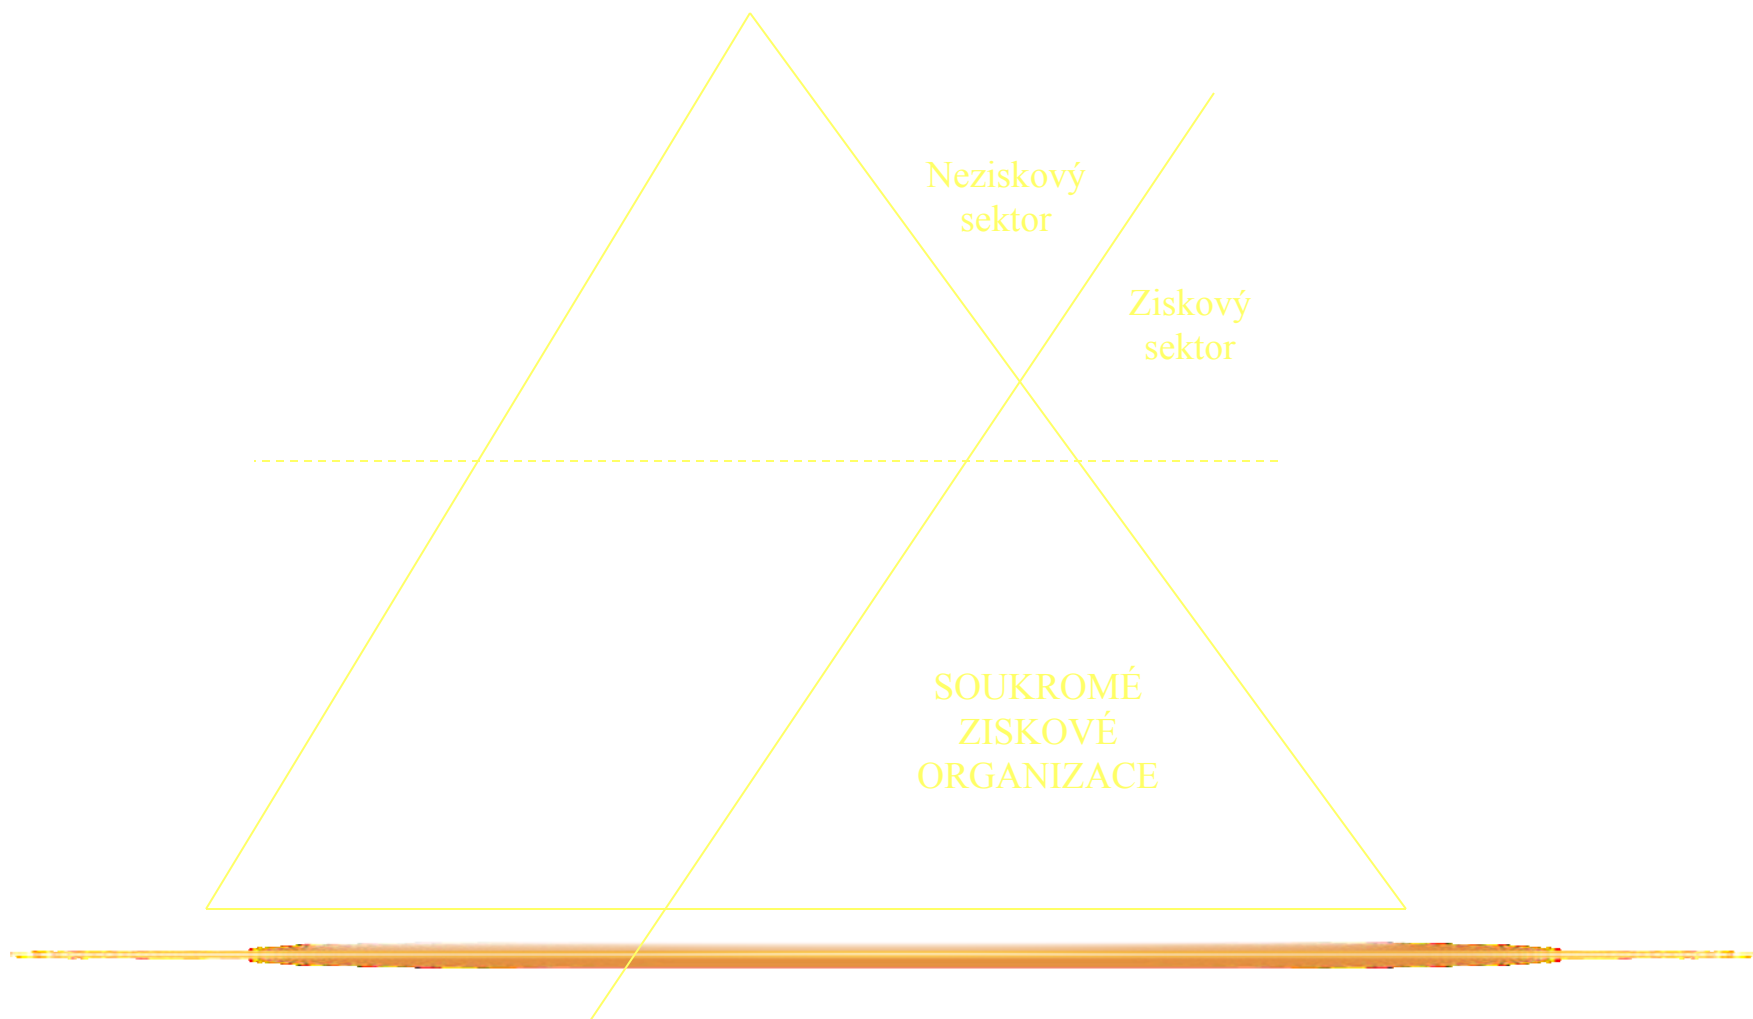 Neziskový
sektor
Ziskový
sektor
SOUKROMÉ
ZISKOVÉ
ORGANIZACE